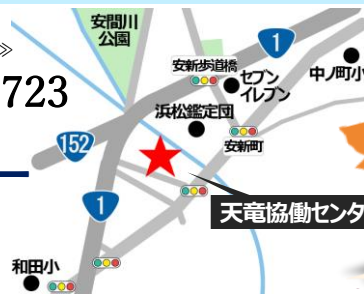 安間川
公園
1
≫
723
安新歩道橋
セブン
イレブン
中ノ町小
浜松鑑定団
安新町
152
1
天竜協働センタ
和田小